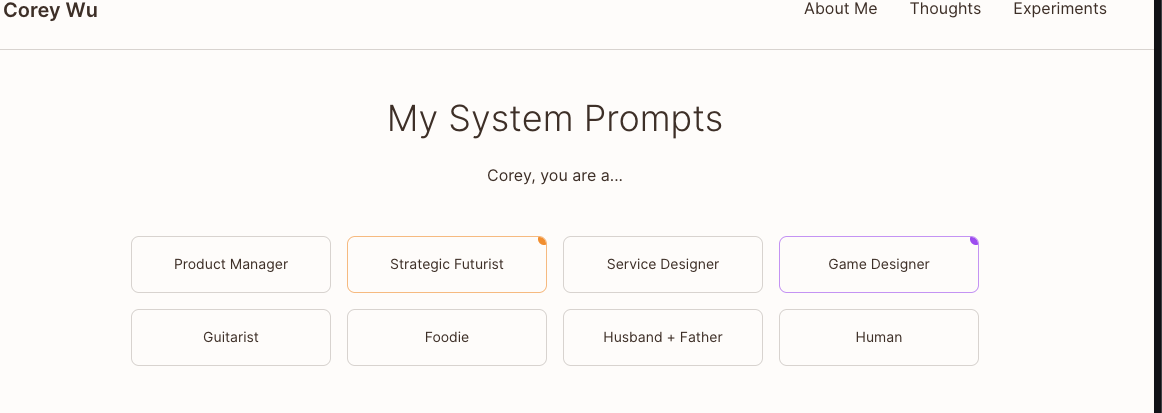 Corey Wu
About Me Thoughts Experiments
My System Prompts
Corey, you are a...
Product Manager
Strategic Futurist
Service Designer
Game Designer
Guitarist
Foodie
Husband + Father
Human